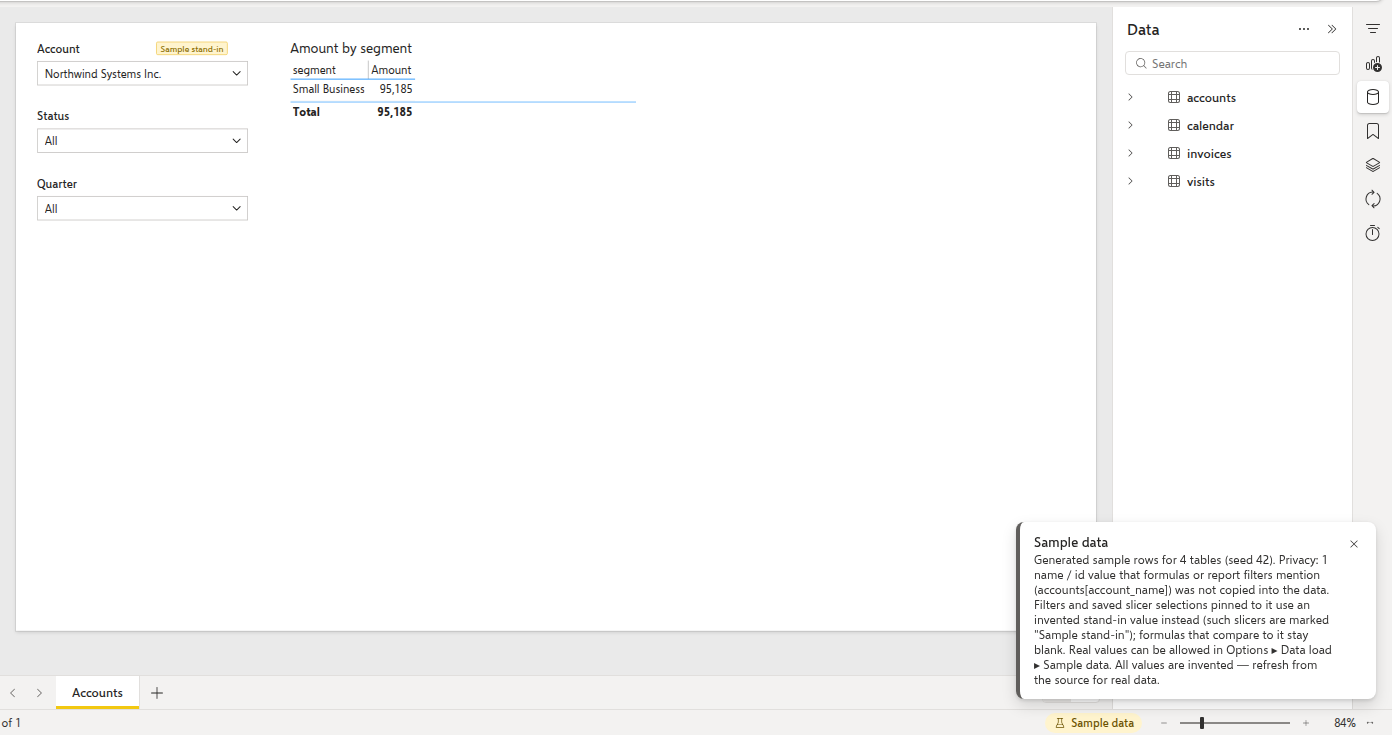 Account
Sample stand-in
Northwind Systems Inc.
Status
All
Quarter
All
Amount by segment
segment Amount
Small Business 95,185
Total 95,185
Data
Search
accounts
calendar
invoices
visits
Sample data
Generated sample rows for 4 tables (seed 42). Privacy: 1
name / id value that formulas or report filters mention
(accounts[account_name]) was not copied into the data.
Filters and saved slicer selections pinned to it use an
invented stand-in value instead (such slicers are marked
"Sample stand-in"); formulas that compare to it stay
blank. Real values can be allowed in Options ▸ Data load
▸ Sample data. All values are invented — refresh from
the source for real data.
Accounts
of 1
Sample data
84%